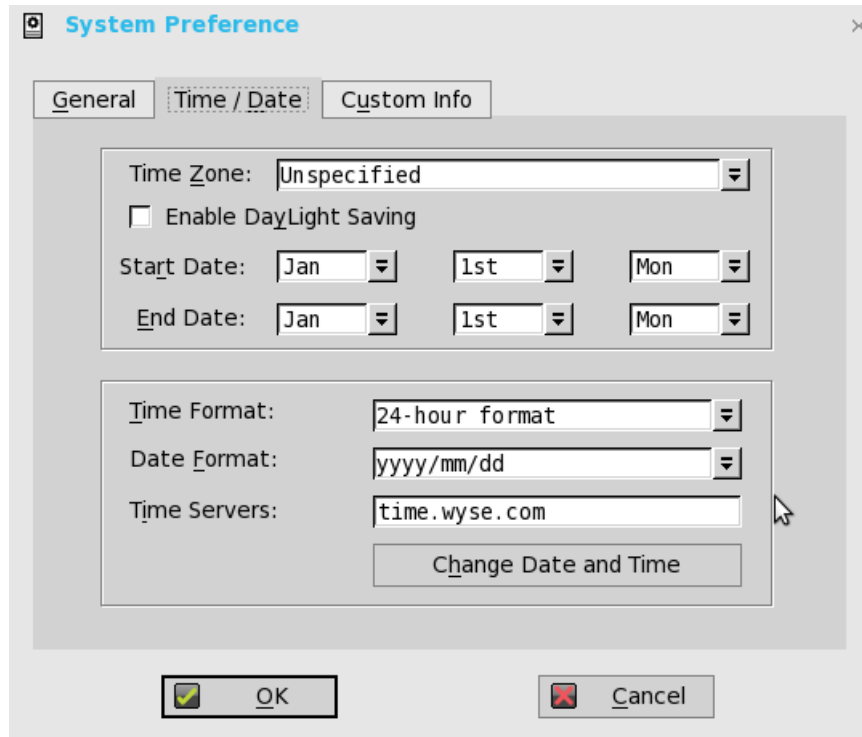 System Preference
General Time / Date Custom Info
Time Zone: Unspecified
Enable DayLight Saving
Start Date: Jan 1st Mon
End Date: Jan 1st Mon
Time Format: 24-hour format
Date Format: yyyy/mm/dd
Time Servers: time.wyse.com
Change Date and Time
OK Cancel